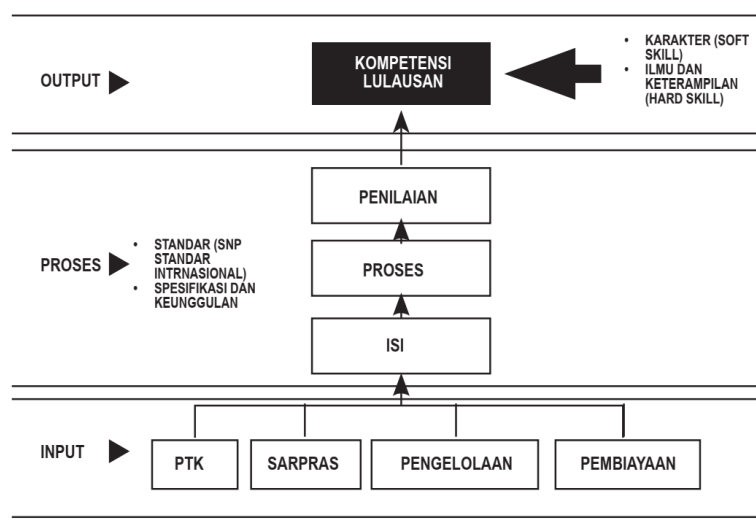 OUTPUT
KOMPETENSI
LULAUSAN
• KARAKTER (SOFT
SKILL)
• ILMU DAN
KETERAMPILAN
(HARD SKILL)
PENILAIAN
PROSES
• STANDAR (SNP
STANDAR
INTRNASIONAL)
• SPESIFIKASI DAN
KEUNGGULAN
PROSES
ISI
INPUT
PTK
SARPRAS
PENGELOLAAN
PEMBIAYAAN